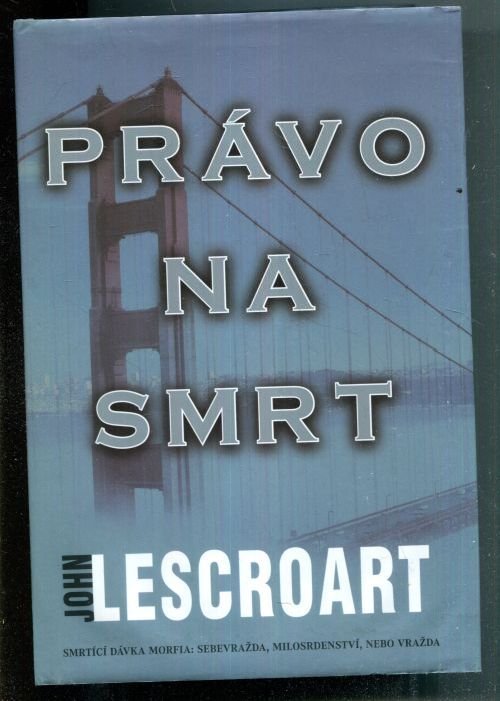 PRÁVO
NA
SMRT
JOHN
LESCROART
SMRTÍCÍ DÁVKA MORFIA: SEBEVRAŽDA, MILOSRDENSTVÍ, NEBO VRAŽDA